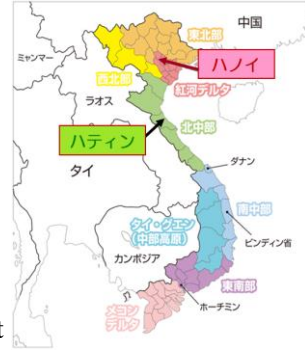 中国
東北部
ミャンマー
ハノイ
西北部
紅河デルタ
ラオス
ハティン
北中部
タイ
ダナン
南中部
タイ・グエン
(中部高原)
カンボジア
ビンディン省
東南部
ホーチミン
メコン
デルタ
t